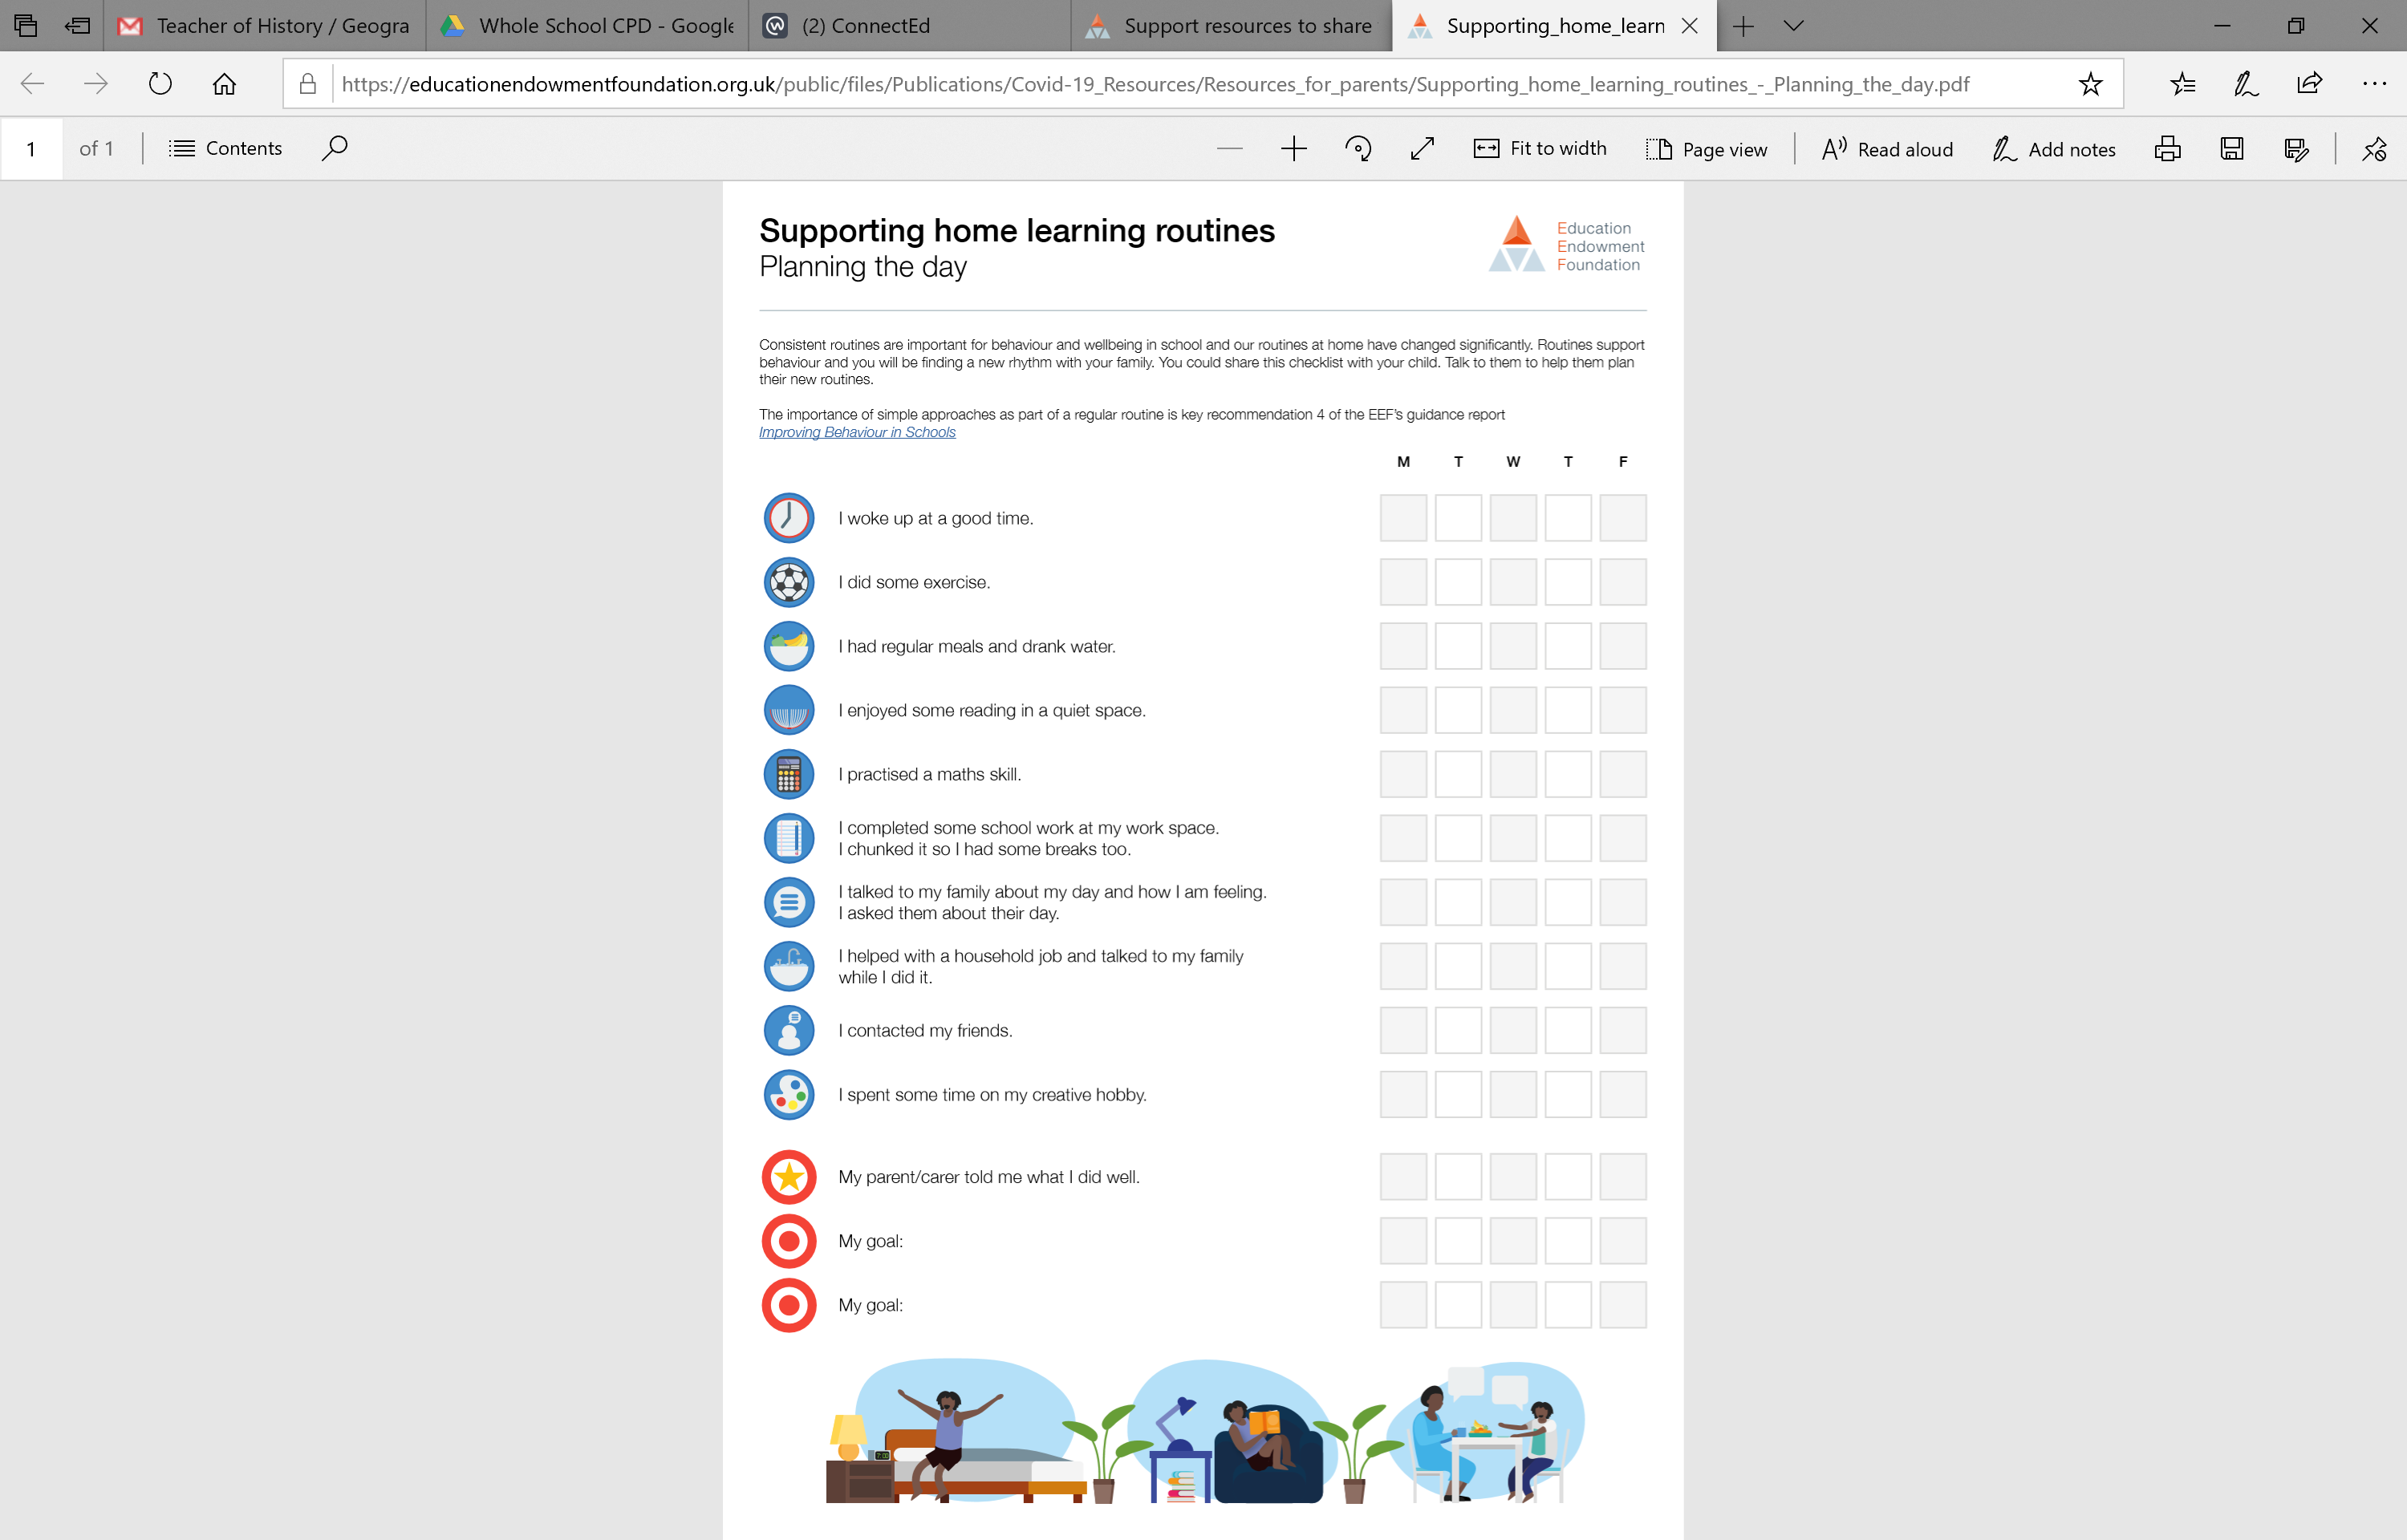 Teacher of History / Geogra
Whole School CPD - Google
(2) ConnectEd
Support resources to share
Supporting_home_learn
https://educationendowmentfoundation.org.uk/public/files/Publications/Covid-19_Resources/Resources_for_parents/Supporting_home_learning_routines_-_Planning_the_day.pdf
1 of 1
Contents
Fit to width
Page view
Read aloud
Add notes
Supporting home learning routines
Planning the day
Education
Endowment
Foundation
Consistent routines are important for behaviour and wellbeing in school and our routines at home have changed significantly. Routines support
behaviour and you will be finding a new rhythm with your family. You could share this checklist with your child. Talk to them to help them plan
their new routines.
The importance of simple approaches as part of a regular routine is key recommendation 4 of the EEF's guidance report
Improving Behaviour in Schools
M T W T F
I woke up at a good time.
I did some exercise.
I had regular meals and drank water.
I enjoyed some reading in a quiet space.
I practised a maths skill.
I completed some school work at my work space.
I chunked it so I had some breaks too.
I talked to my family about my day and how I am feeling.
I asked them about their day.
I helped with a household job and talked to my family
while I did it.
I contacted my friends.
I spent some time on my creative hobby.
My parent/carer told me what I did well.
My goal:
My goal: